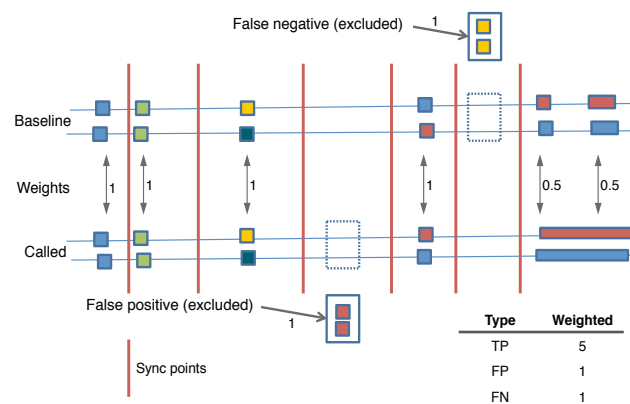 False negative (excluded)
1
Baseline
Weights
1
1
1
1
0.5
0.5
Called
False positive (excluded)
1
Type Weighted
TP 5
FP 1
FN 1
Sync points